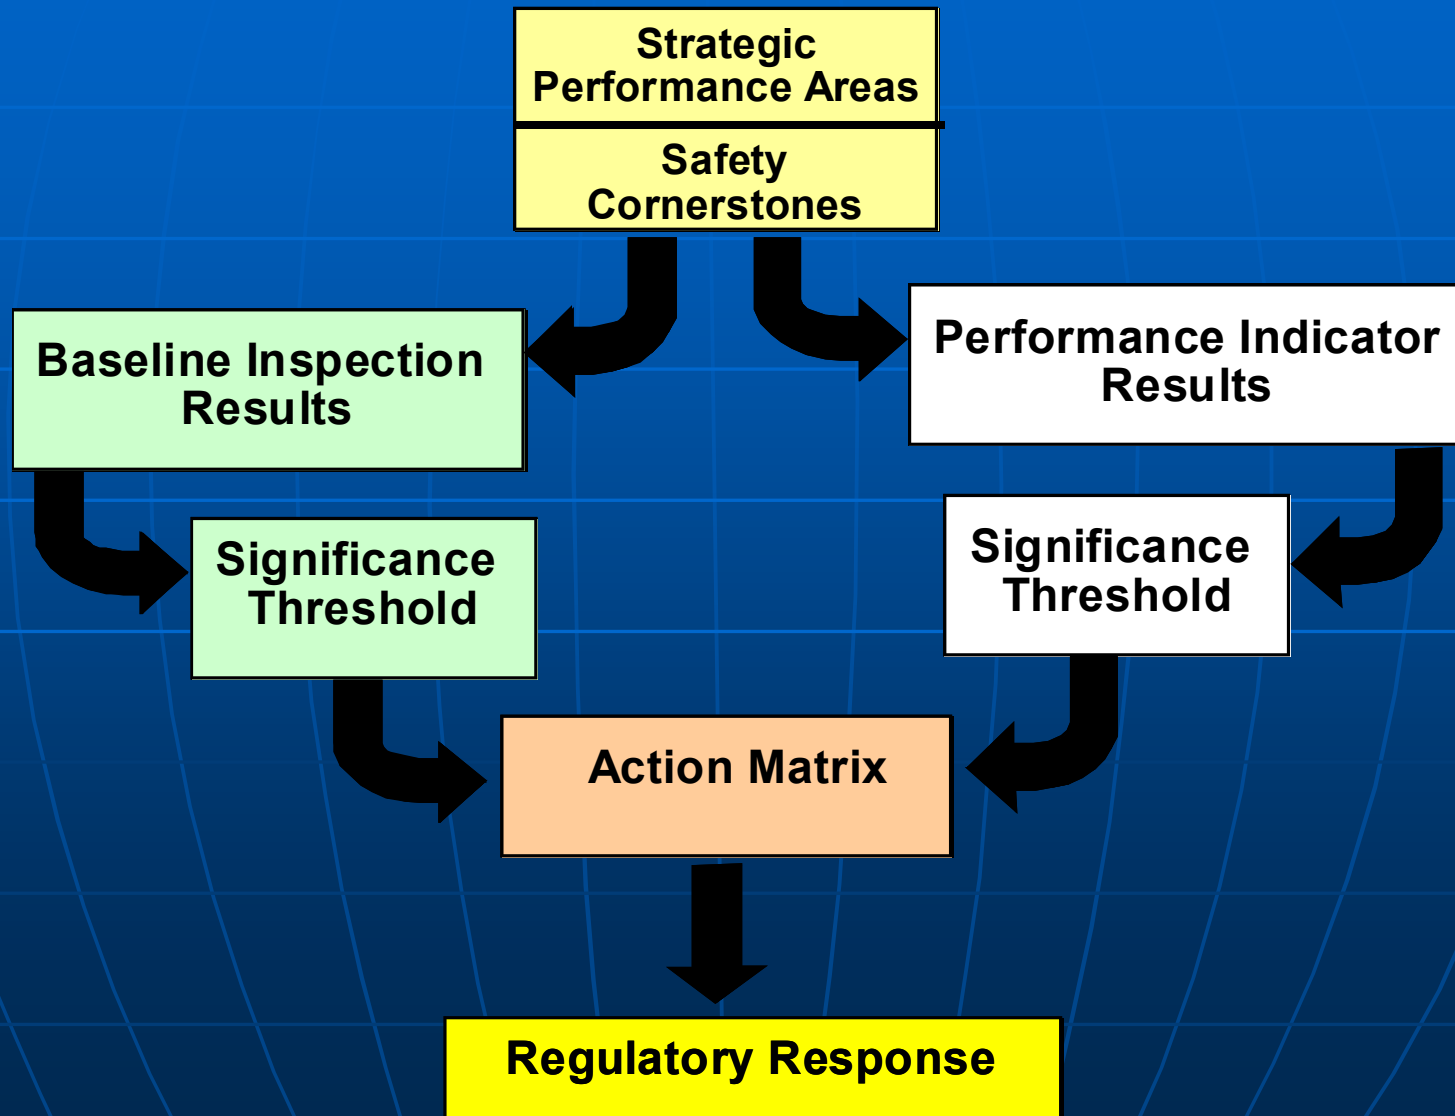 Strategic
Performance Areas
Safety
Cornerstones
Baseline Inspection
Results
Performance Indicator
Results
Significance
Threshold
Significance
Threshold
Action Matrix
Regulatory Response